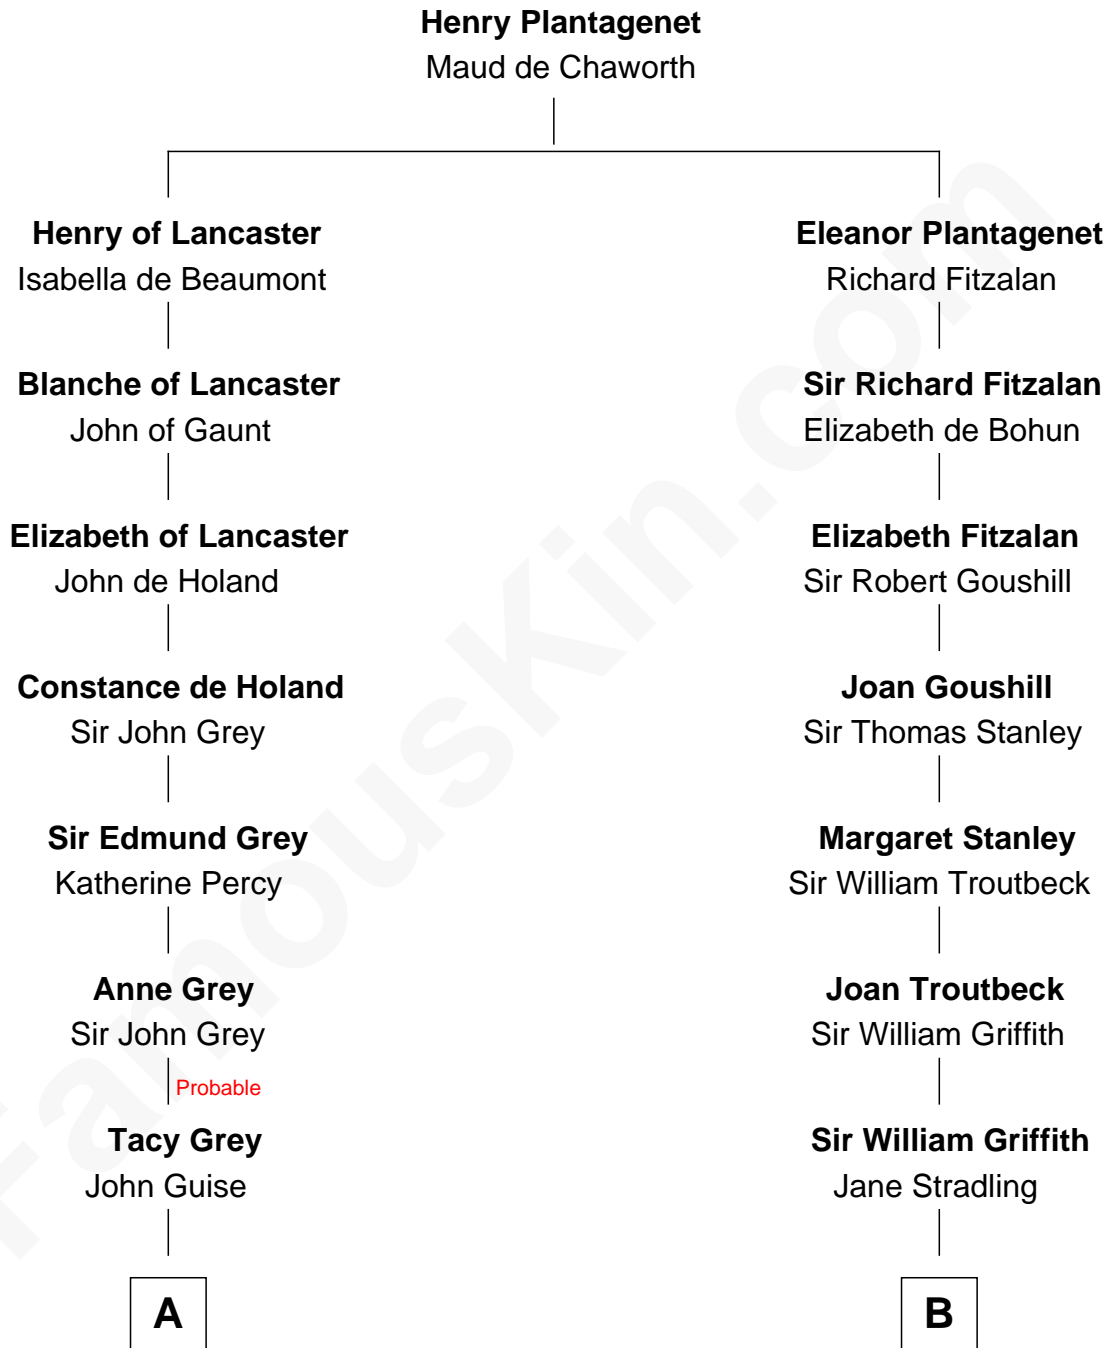 Henry Plantagenet
Maud de Chaworth
Henry of Lancaster
Isabella de Beaumont
Eleanor Plantagenet
Richard Fitzalan
Blanche of Lancaster
John of Gaunt
Sir Richard Fitzalan
Elizabeth de Bohun
Elizabeth of Lancaster
John de Holand
Elizabeth Fitzalan
Sir Robert Goushill
Constance de Holand
Sir John Grey
Joan Goushill
Sir Thomas Stanley
Sir Edmund Grey
Katherine Percy
Margaret Stanley
Sir William Troutbeck
Anne Grey
Sir John Grey
Joan Troutbeck
Sir William Griffith
Probable
Tacy Grey
John Guise
Sir William Griffith
Jane Stradling
A
B
FamousKin.com